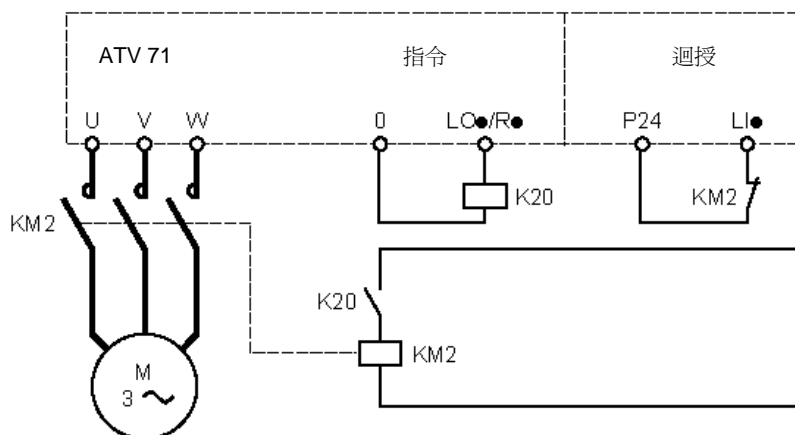 ATV 71 指令 迴授
U V W 0 LO●/R● P24 LI●
KM2 K20 KM2
K20
KM2
M
3 ~